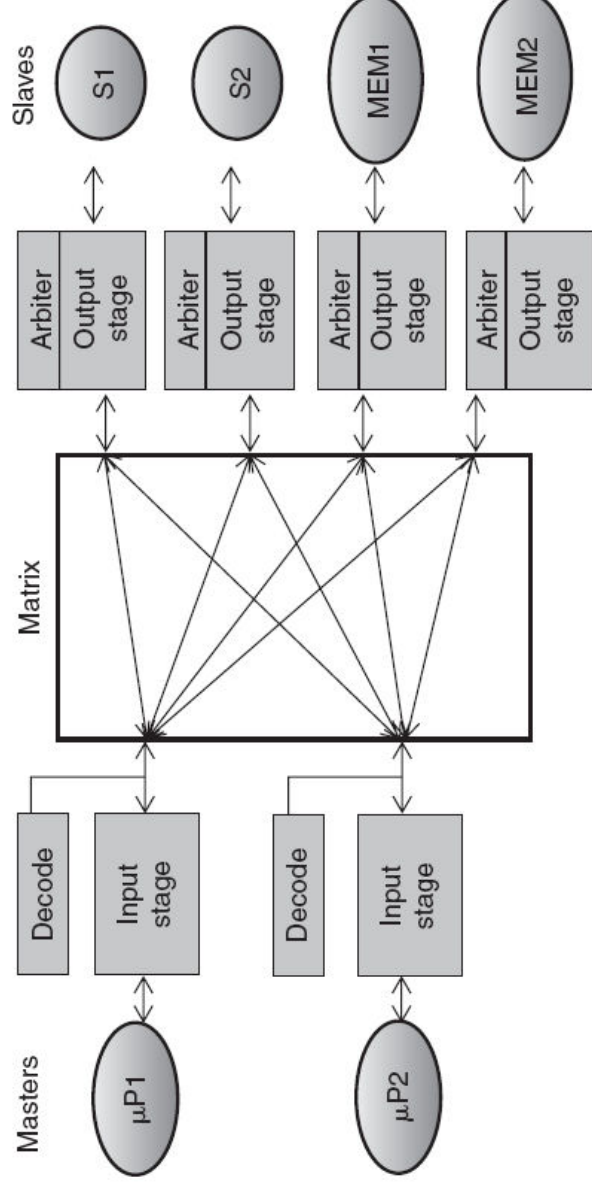 Masters
Matrix
Slaves
Decode
Input
stage
μP1
Decode
Input
stage
μP2
Arbiter
Output
stage
S1
Arbiter
Output
stage
S2
Arbiter
Output
stage
MEM1
Arbiter
Output
stage
MEM2